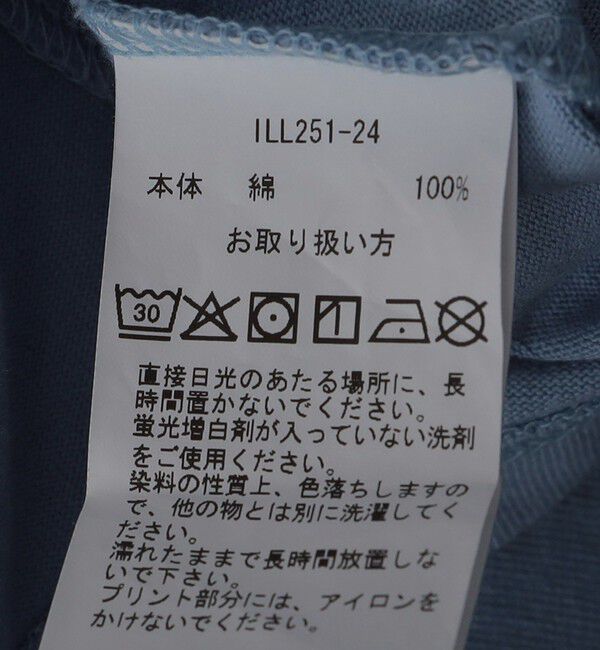 ILL251-24
本体 綿 100%
お取り扱い方
30
直接日光のあたる場所に、長
時間置かないでください。
蛍光増白剤が入っていない洗剤
をご使用ください。
染料の性質上、色落ちしますの
で、他の物とは別に洗濯してく
ださい。
濡れたままで長時間放置しな
いで下さい。
プリント部分には、アイロンを
かけないでください。